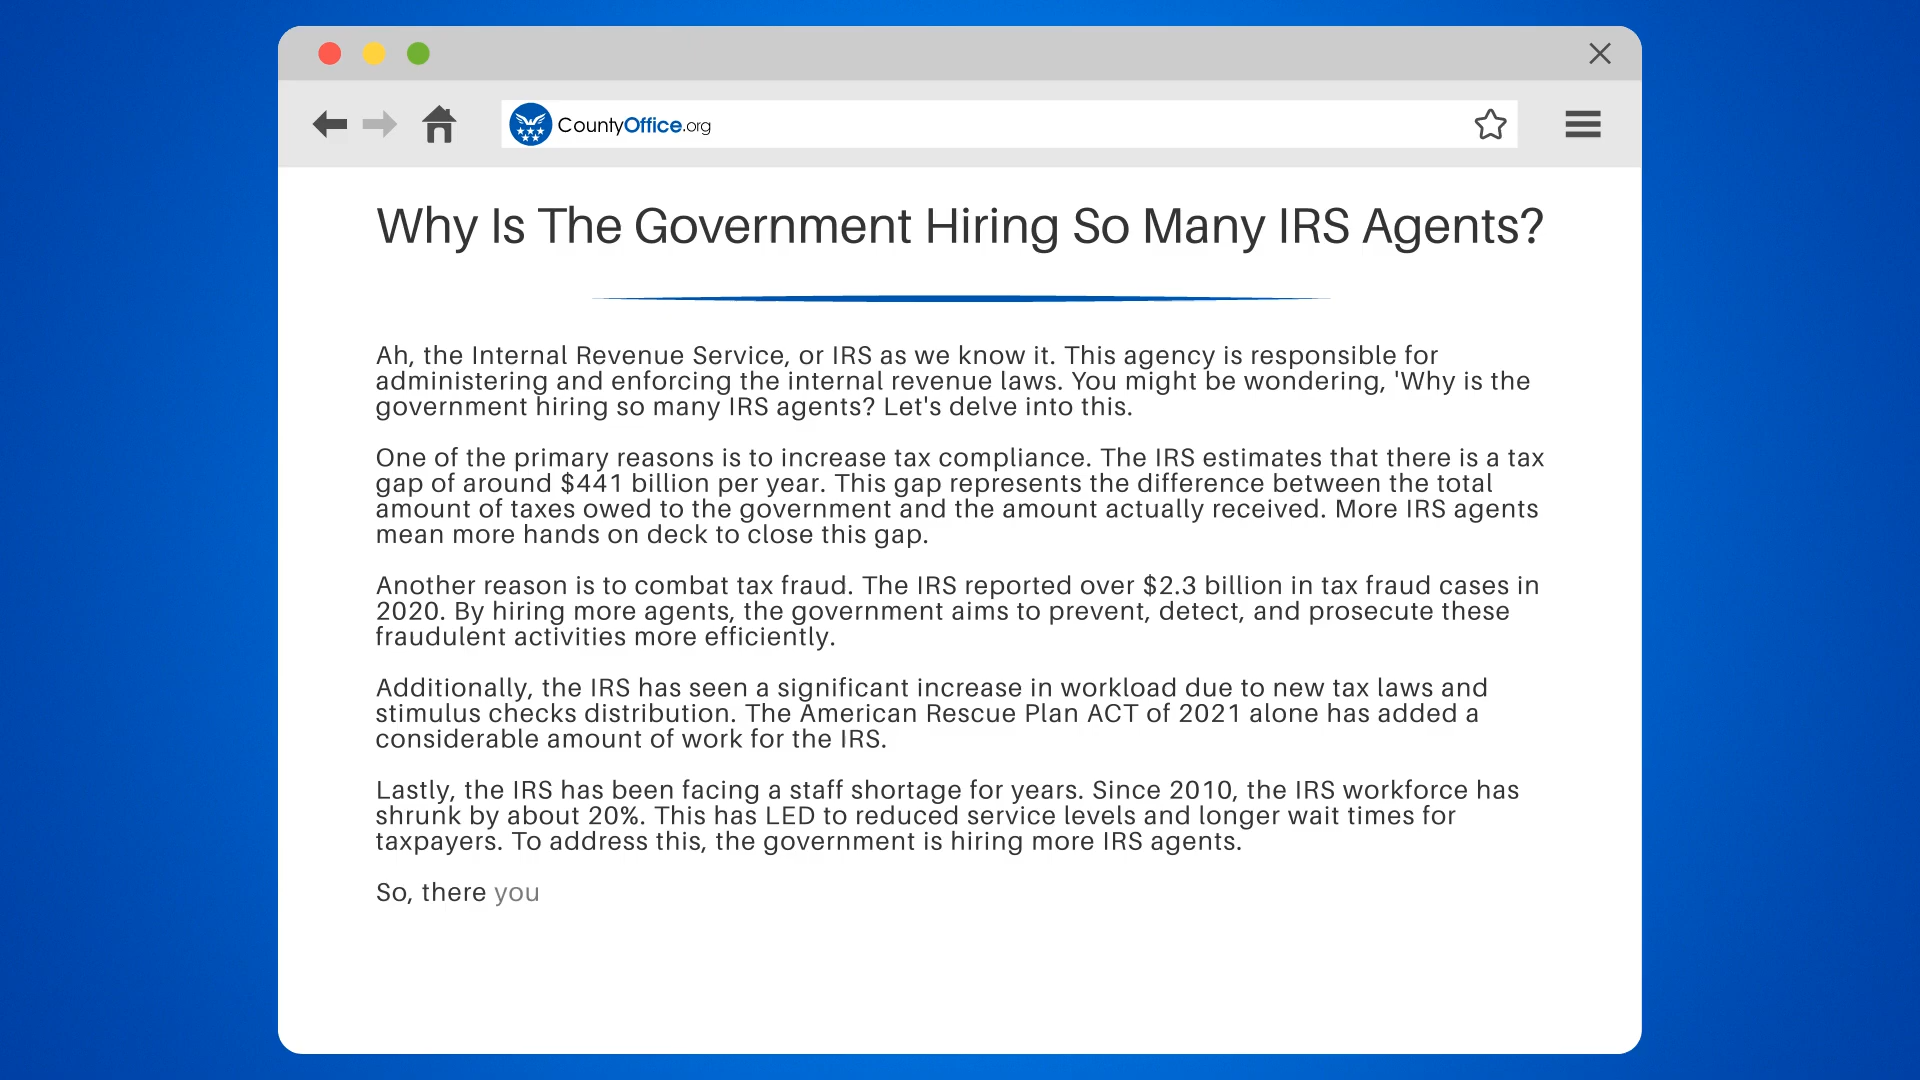 CountyOffice.org
Why Is The Government Hiring So Many IRS Agents?
Ah, the Internal Revenue Service, or IRS as we know it. This agency is responsible for
administering and enforcing the internal revenue laws. You might be wondering, 'Why is the
government hiring so many IRS agents? Let's delve into this.
One of the primary reasons is to increase tax compliance. The IRS estimates that there is a tax
gap of around $441 billion per year. This gap represents the difference between the total
amount of taxes owed to the government and the amount actually received. More IRS agents
mean more hands on deck to close this gap.
Another reason is to combat tax fraud. The IRS reported over $2.3 billion in tax fraud cases in
2020. By hiring more agents, the government aims to prevent, detect, and prosecute these
fraudulent activities more efficiently.
Additionally, the IRS has seen a significant increase in workload due to new tax laws and
stimulus checks distribution. The American Rescue Plan ACT of 2021 alone has added a
considerable amount of work for the IRS.
Lastly, the IRS has been facing a staff shortage for years. Since 2010, the IRS workforce has
shrunk by about 20%. This has LED to reduced service levels and longer wait times for
taxpayers. To address this, the government is hiring more IRS agents.
So, there you